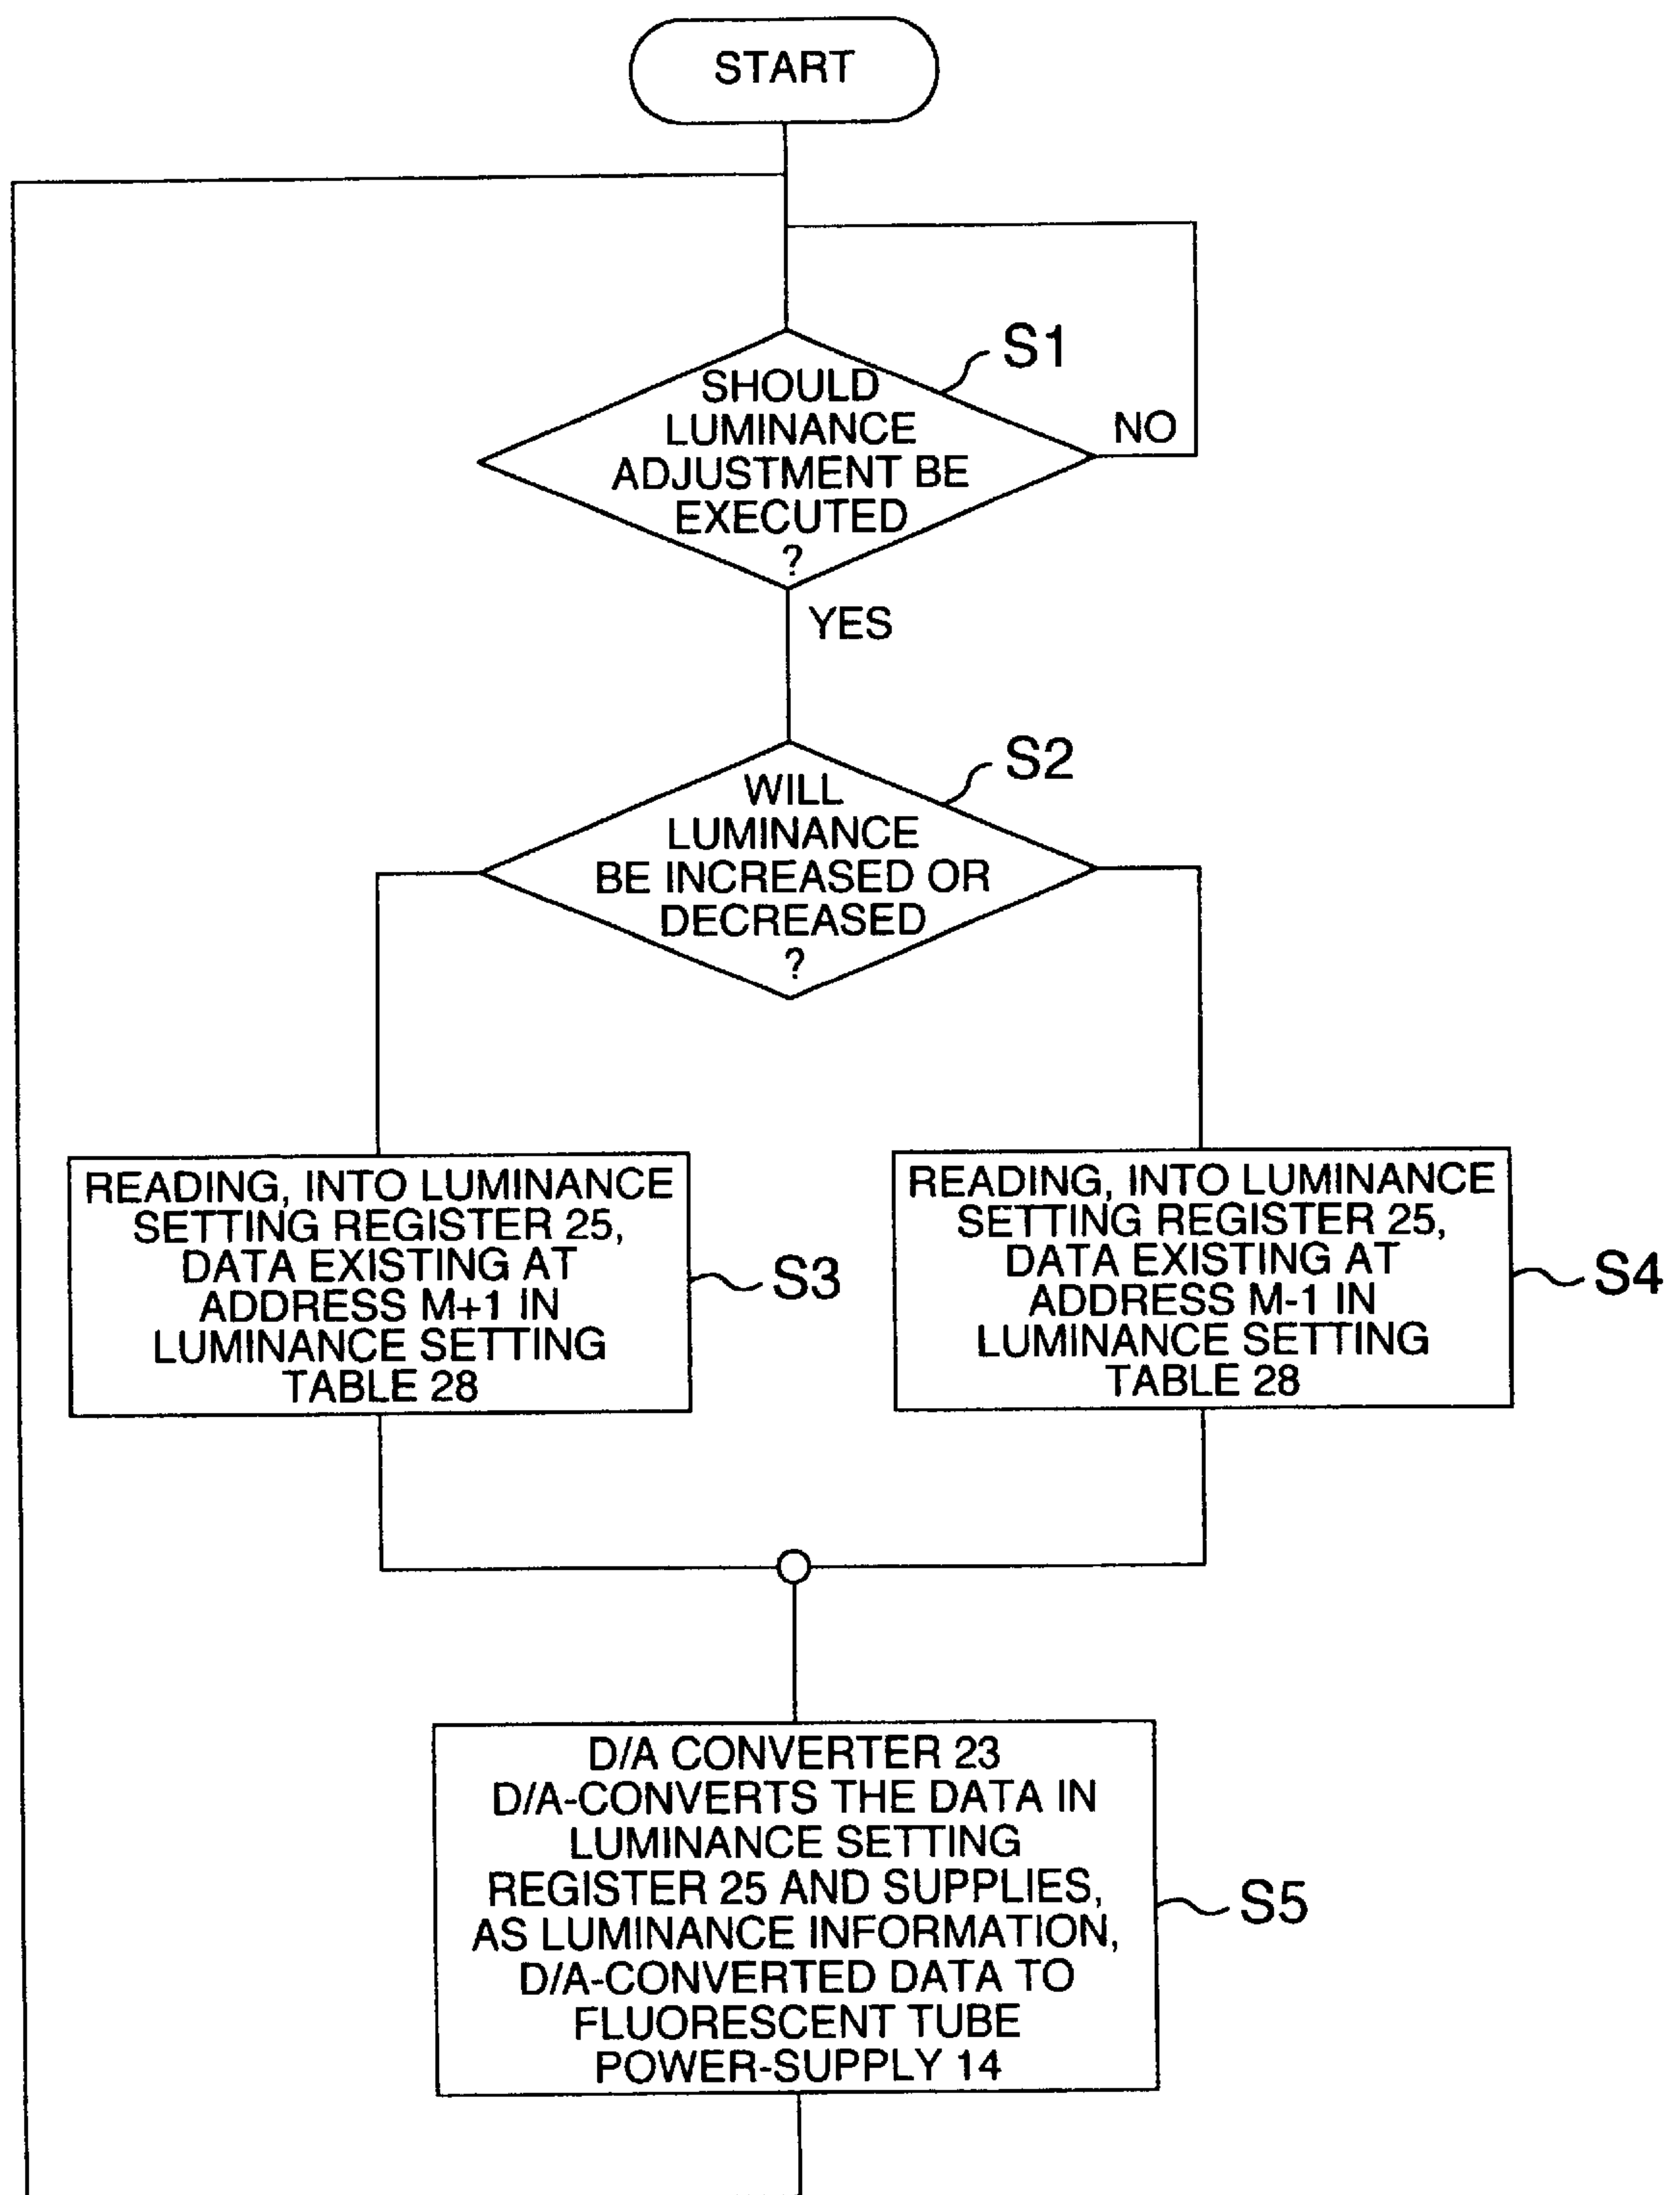 START
S1
SHOULD
LUMINANCE
ADJUSTMENT BE
EXECUTED
?
NO
YES
S2
WILL
LUMINANCE
BE INCREASED OR
DECREASED
?
READING, INTO LUMINANCE
SETTING REGISTER 25,
DATA EXISTING AT
ADDRESS M+1 IN
LUMINANCE SETTING
TABLE 28
S3
READING, INTO LUMINANCE
SETTING REGISTER 25,
DATA EXISTING AT
ADDRESS M-1 IN
LUMINANCE SETTING
TABLE 28
S4
D/A CONVERTER 23
D/A-CONVERTS THE DATA IN
LUMINANCE SETTING
REGISTER 25 AND SUPPLIES,
AS LUMINANCE INFORMATION,
D/A-CONVERTED DATA TO
FLUORESCENT TUBE
POWER-SUPPLY 14
S5